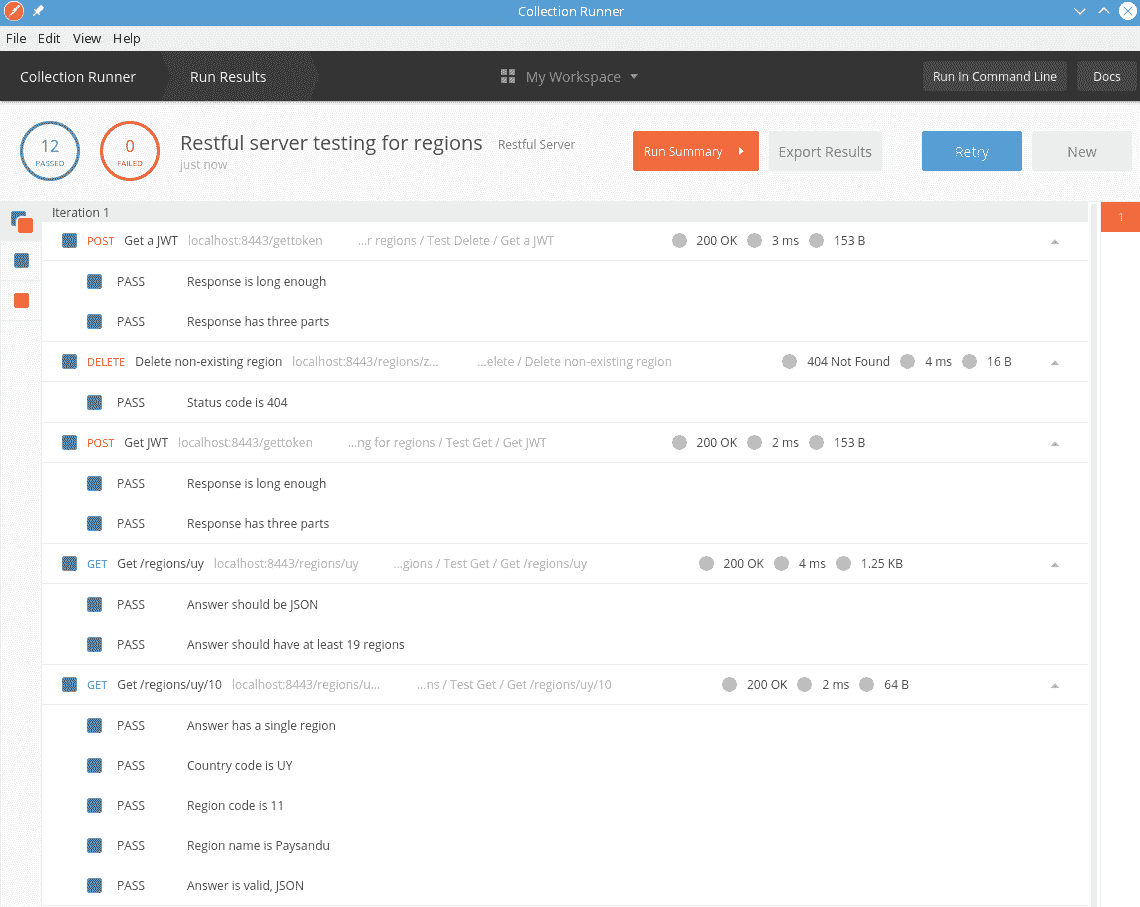 Collection Runner
File Edit View Help
Collection Runner Run Results My Workspace Run In Command Line Docs
12 PASSED
0 FAILED
Restful server testing for regions Restful Server
just now
Run Summary Export Results Retry New
Iteration 1
1
POST Get a JWT localhost:8443/gettoken ...r regions / Test Delete / Get a JWT 200 OK 3 ms 153 B
PASS Response is long enough
PASS Response has three parts
DELETE Delete non-existing region localhost:8443/regions/z... ...elete / Delete non-existing region 404 Not Found 4 ms 16 B
PASS Status code is 404
POST Get JWT localhost:8443/gettoken ...ng for regions / Test Get / Get JWT 200 OK 2 ms 153 B
PASS Response is long enough
PASS Response has three parts
GET Get /regions/uy localhost:8443/regions/uy ...gions / Test Get / Get /regions/uy 200 OK 4 ms 1.25 KB
PASS Answer should be JSON
PASS Answer should have at least 19 regions
GET Get /regions/uy/10 localhost:8443/regions/u... ...ns / Test Get / Get /regions/uy/10 200 OK 2 ms 64 B
PASS Answer has a single region
PASS Country code is UY
PASS Region code is 11
PASS Region name is Paysandu
PASS Answer is valid, JSON